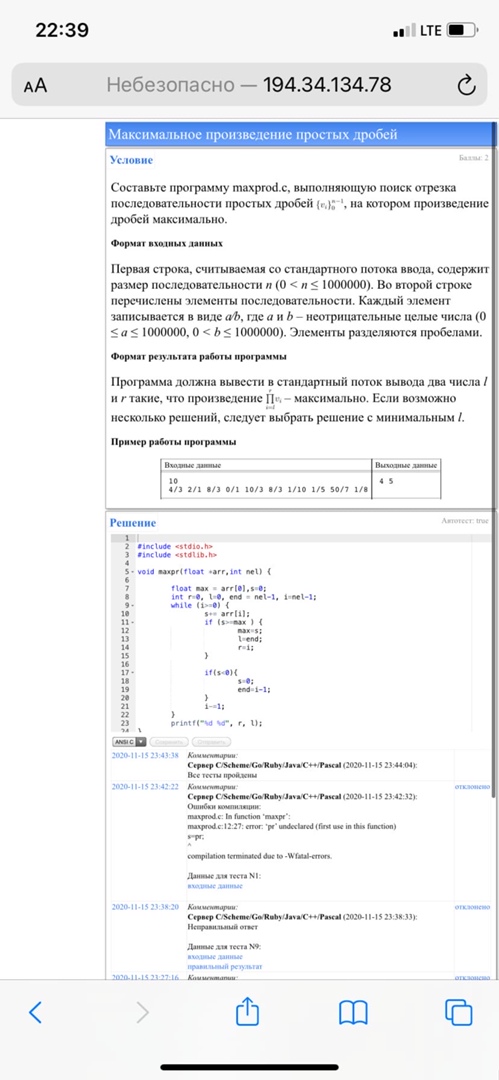 22:39
LTE
AA
Небезопасно — 194.34.134.78
Максимальное произведение простых дробей
Условие
Баллы: 2
Составьте программу maxprod.c, выполняющую поиск отрезка
последовательности простых дробей {vᵢ}₀ⁿ⁻¹, на котором произведение
дробей максимально.
Формат входных данных
Первая строка, считываемая со стандартного потока ввода, содержит
размер последовательности n (0 < n ≤ 1000000). Во второй строке
перечислены элементы последовательности. Каждый элемент
записывается в виде a/b, где a и b – неотрицательные целые числа (0
≤ a ≤ 1000000, 0 < b ≤ 1000000). Элементы разделяются пробелами.
Формат результата работы программы
Программа должна вывести в стандартный поток вывода два числа l
и r такие, что произведение ∏ vᵢ – максимально. Если возможно
несколько решений, следует выбрать решение с минимальным l.
Пример работы программы
Входные данные
Выходные данные
10
4/3 2/1 8/3 0/1 10/3 8/3 1/10 1/5 50/7 1/8
4 5
Решение
Автотест: true
1
2 #include <stdio.h>
3 #include <stdlib.h>
4
5 void maxpr(float *arr,int nel) {
6
7 float max = arr[0],s=0;
8 int r=0, l=0, end = nel-1, i=nel-1;
9 while (i>=0) {
10 s+= arr[i];
11 if (s>=max ) {
12 max=s;
13 l=end;
14 r=i;
15 }
16
17 if(s<0){
18 s=0;
19 end=i-1;
20 }
21 i-=1;
22 }
23 printf("%d %d", r, l);
24 }
ANSI C
2020-11-15 23:43:38 Комментарии:
Сервер C/Scheme/Go/Ruby/Java/C++/Pascal (2020-11-15 23:44:04):
Все тесты пройдены
2020-11-15 23:42:22 Комментарии: отклонено
Сервер C/Scheme/Go/Ruby/Java/C++/Pascal (2020-11-15 23:42:32):
Ошибки компиляции:
maxprod.c: In function ‘maxpr’:
maxprod.c:12:27: error: ‘pr’ undeclared (first use in this function)
s=pr;
^
compilation terminated due to -Wfatal-errors.
Данные для теста N1:
входные данные
2020-11-15 23:38:20 Комментарии: отклонено
Сервер C/Scheme/Go/Ruby/Java/C++/Pascal (2020-11-15 23:38:33):
Неправильный ответ
Данные для теста N9:
входные данные
правильный результат
2020-11-15 23:27:16 Комментарии: отклонено